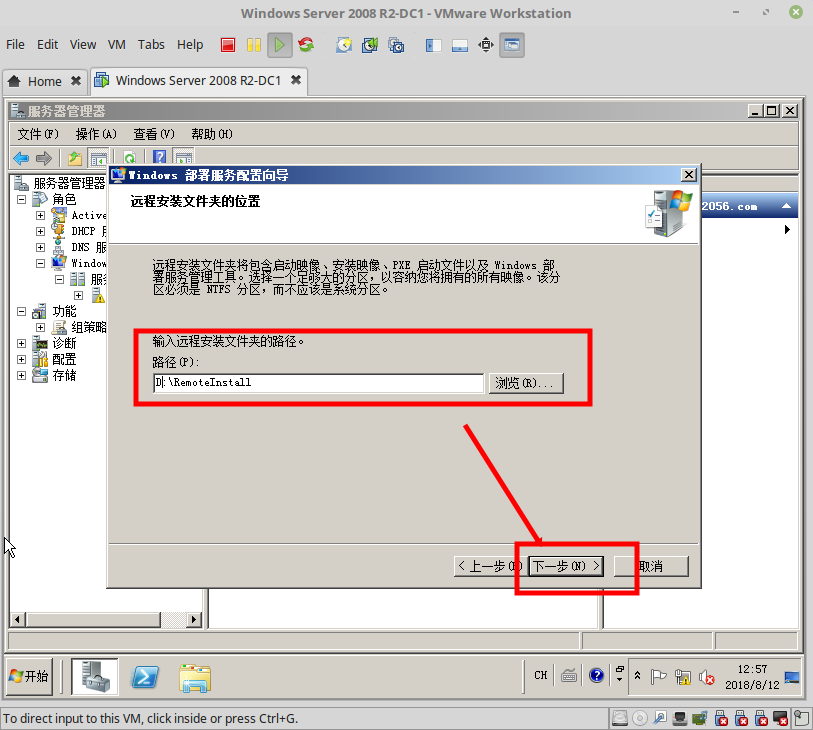 Windows Server 2008 R2-DC1 - VMware Workstation
File Edit View VM Tabs Help
Home Windows Server 2008 R2-DC1
服务器管理器
文件(F) 操作(A) 查看(V) 帮助(H)
服务器管理器
角色
Active
DHCP
DNS 服
Window
服务
功能
组策略
诊断
配置
存储
2056.com
Windows 部署服务配置向导
远程安装文件夹的位置
远程安装文件夹将包含启动映像、安装映像、PXE 启动文件以及 Windows 部
署服务管理工具。选择一个足够大的分区，以容纳您将拥有的所有映像。该分
区必须是 NTFS 分区，而不应该是系统分区。
输入远程安装文件夹的路径。
路径(P):
D:\RemoteInstall
浏览(R)...
< 上一步 下一步(N) > 取消
开始
CH
12:57
2018/8/12
To direct input to this VM, click inside or press Ctrl+G.